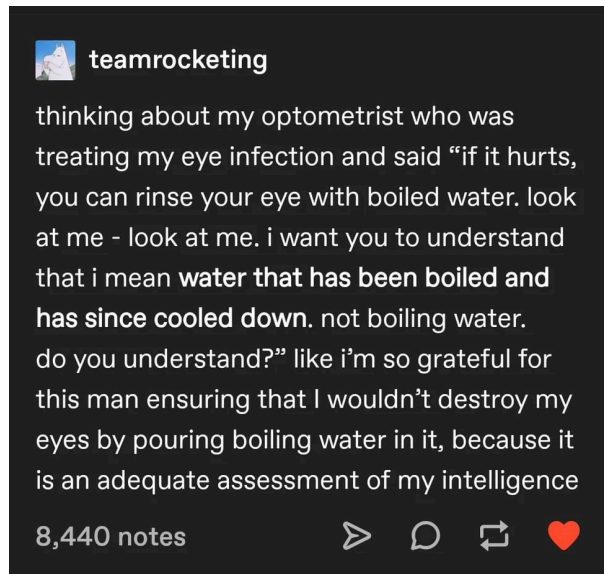 teamrocketing
thinking about my optometrist who was
treating my eye infection and said “if it hurts,
you can rinse your eye with boiled water. look
at me - look at me. i want you to understand
that i mean water that has been boiled and
has since cooled down. not boiling water.
do you understand?” like i’m so grateful for
this man ensuring that I wouldn’t destroy my
eyes by pouring boiling water in it, because it
is an adequate assessment of my intelligence
8,440 notes